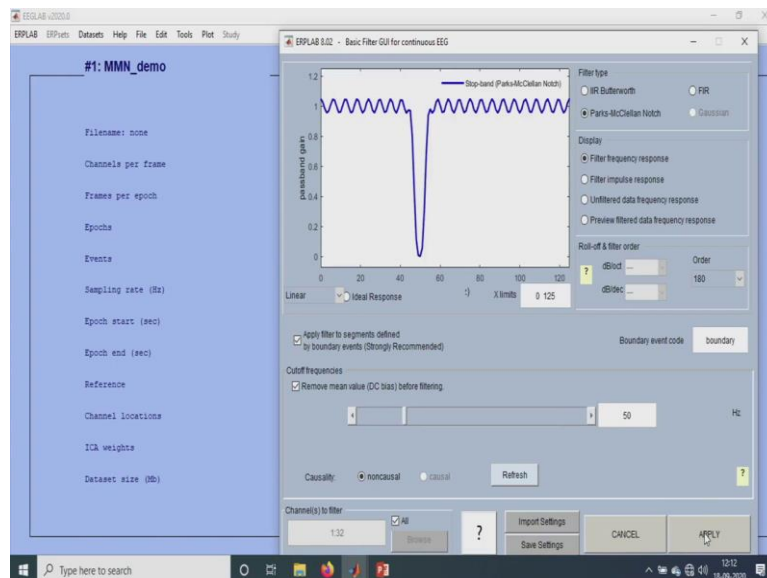 EEGLAB v2020.0
ERPLAB ERPsets Datasets Help File Edit Tools Plot Study
#1: MMN_demo
Filename: none
Channels per frame
Frames per epoch
Epochs
Events
Sampling rate (Hz)
Epoch start (sec)
Epoch end (sec)
Reference
Channel locations
ICA weights
Dataset size (Mb)
ERPLAB 8.02 - Basic Filter GUI for continuous EEG
Stop-band (Parks-McClellan Notch)
passband gain
1.2
1
0.8
0.6
0.4
0.2
0
0 20 40 60 80 100 120
Linear
Ideal Response
:)
X limits
0 125
Filter type
IIR Butterworth
FIR
Parks-McClellan Notch
Gaussian
Display
Filter frequency response
Filter impulse response
Unfiltered data frequency response
Preview filtered data frequency response
Roll-off & filter order
?
dB/oct ...
dB/dec ...
Order
180
Apply filter to segments defined
by boundary events (Strongly Recommended)
Boundary event code
boundary
Cutoff frequencies
Remove mean value (DC bias) before filtering.
50
Hz
Causality:
noncausal
causal
Refresh
?
Channel(s) to filter
1:32
All
Browse
?
Import Settings
Save Settings
CANCEL
APPLY
Type here to search
12:12
18-09-2020